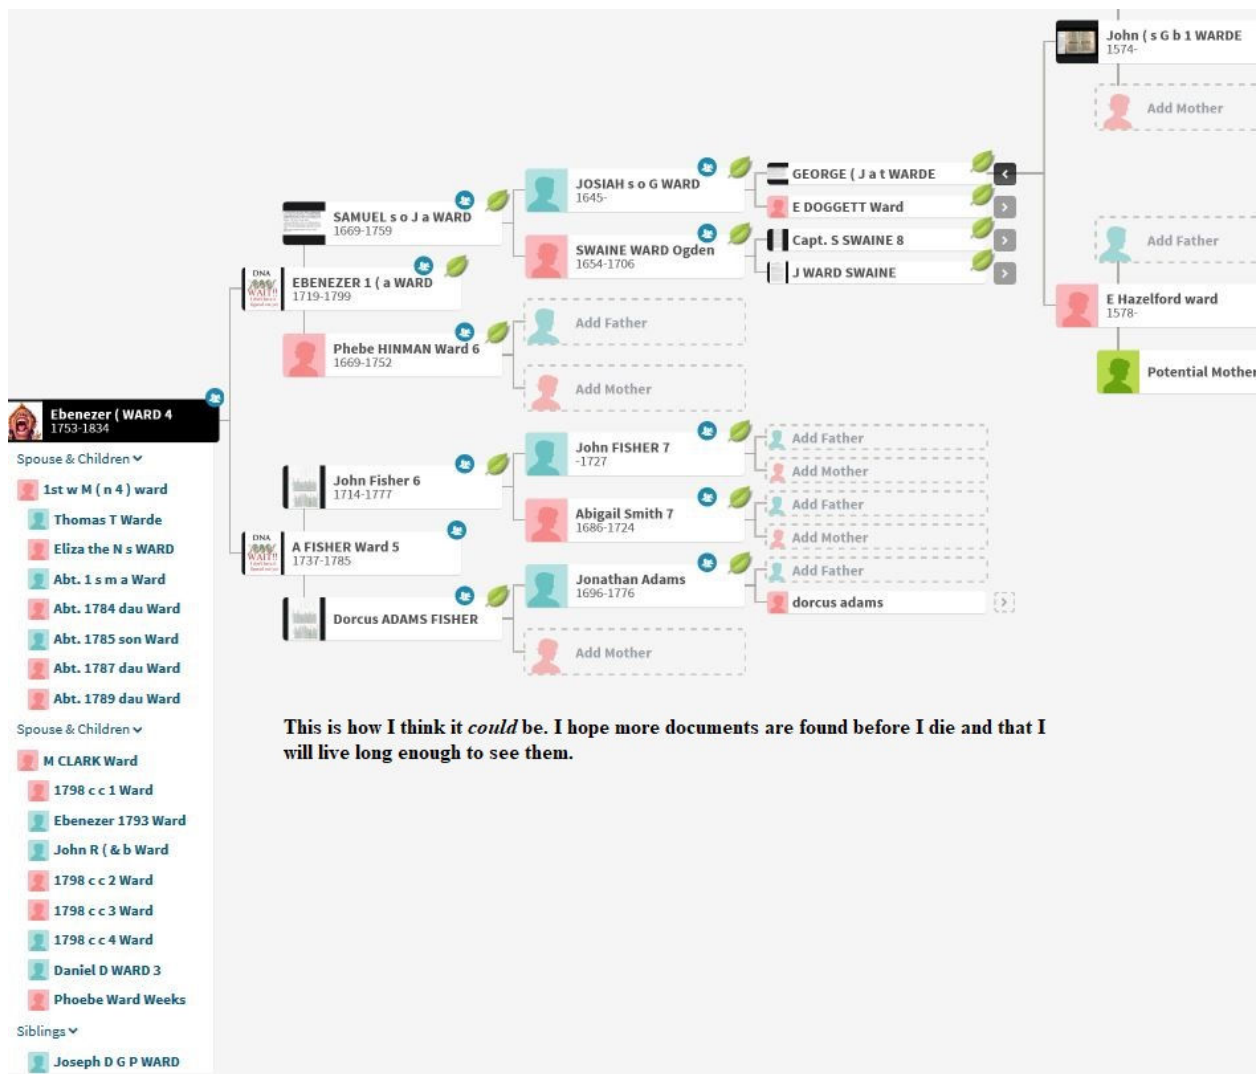 John ( s G b 1 WARDE
1574-
Add Mother
GEORGE ( J a t WARDE
JOSIAH s o G WARD
1645-
E DOGGETT Ward
SAMUEL s o J a WARD
1669-1759
Capt. S SWAINE 8
Add Father
SWAINE WARD Ogden
1654-1706
J WARD SWAINE
DNA
WAIT!!
EBENEZER 1 ( a WARD
1719-1799
E Hazelford ward
1578-
Add Father
Phebe HINMAN Ward 6
1669-1752
Potential Mother
Add Mother
Ebenezer ( WARD 4
1753-1834
John FISHER 7
-1727
Add Father
Add Mother
John Fisher 6
1714-1777
Abigail Smith 7
1686-1724
Add Father
Add Mother
DNA
WAIT!!
A FISHER Ward 5
1737-1785
Jonathan Adams
1696-1776
Add Father
dorcus adams
Dorcus ADAMS FISHER
Add Mother
Spouse & Children
1st w M ( n 4 ) ward
Thomas T Warde
Eliza the N s WARD
Abt. 1 s m a Ward
Abt. 1784 dau Ward
Abt. 1785 son Ward
Abt. 1787 dau Ward
Abt. 1789 dau Ward
Spouse & Children
M CLARK Ward
1798 c c 1 Ward
Ebenezer 1793 Ward
John R ( & b Ward
1798 c c 2 Ward
1798 c c 3 Ward
1798 c c 4 Ward
Daniel D WARD 3
Phoebe Ward Weeks
Siblings
Joseph D G P WARD
This is how I think it could be. I hope more documents are found before I die and that I
will live long enough to see them.